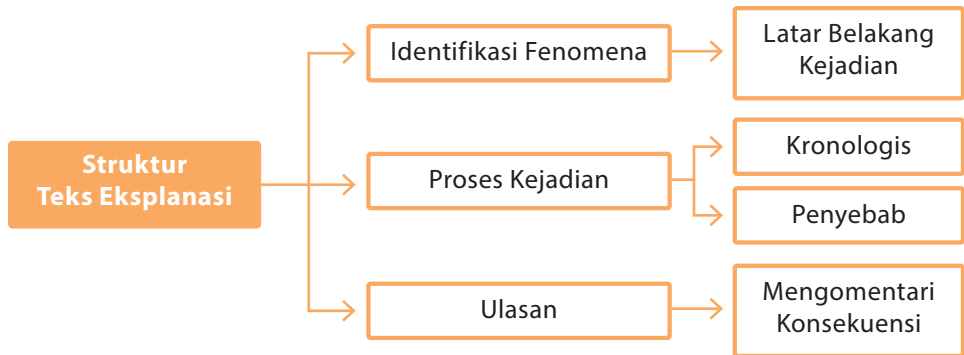 Struktur
Teks Eksplanasi
Identifikasi Fenomena
Latar Belakang
Kejadian
Proses Kejadian
Kronologis
Penyebab
Ulasan
Mengomentari
Konsekuensi